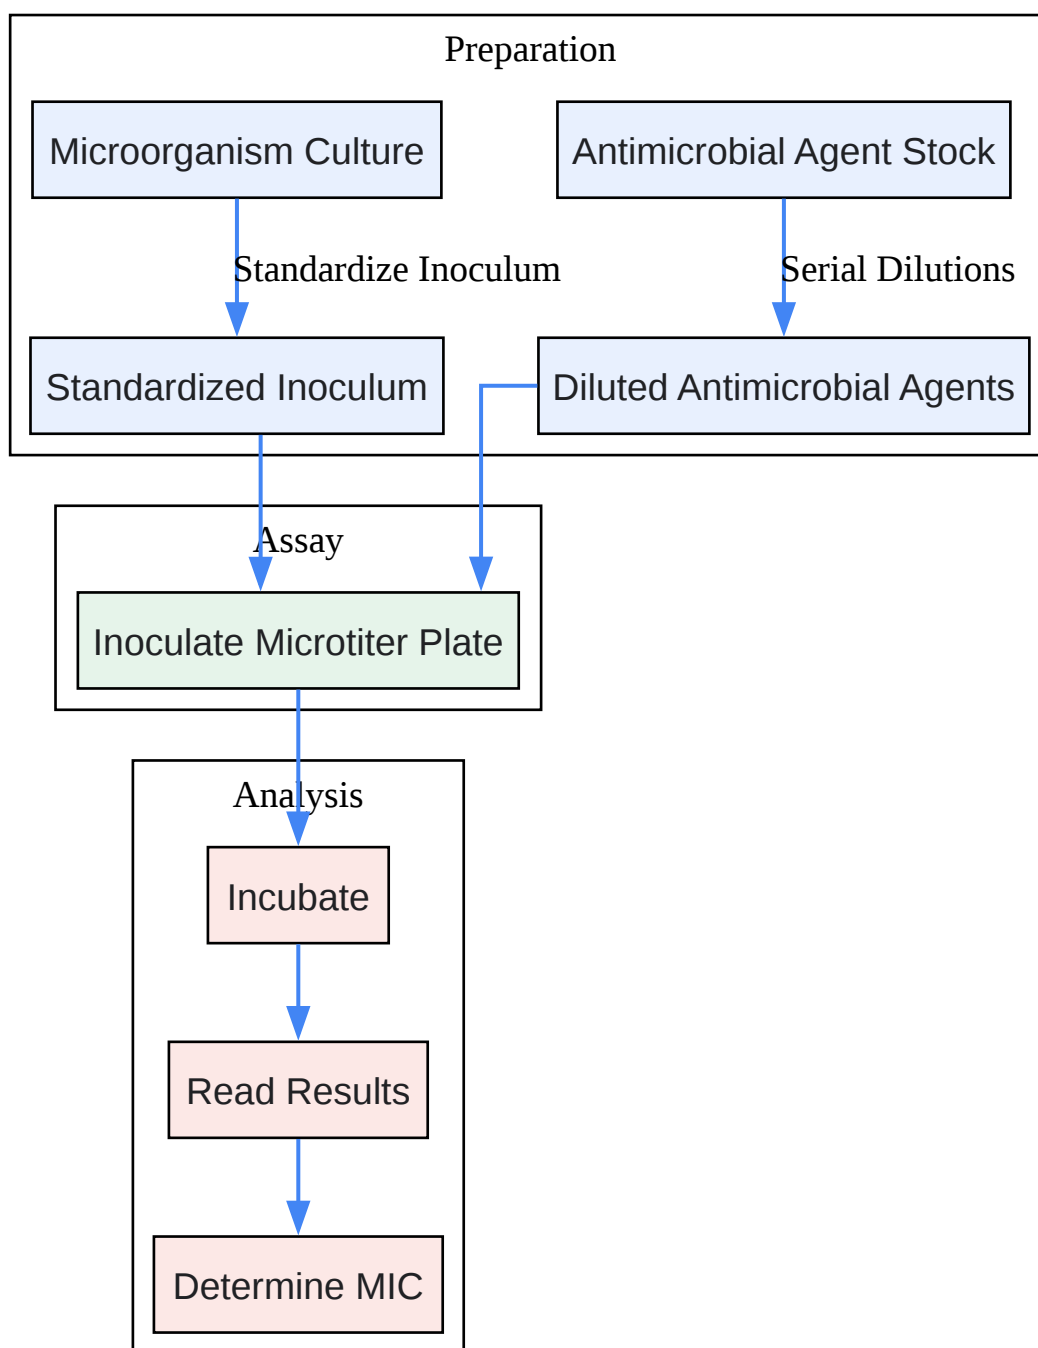 Preparation
Microorganism Culture
Antimicrobial Agent Stock
Standardize Inoculum
Serial Dilutions
Standardized Inoculum
Diluted Antimicrobial Agents
Assay
Inoculate Microtiter Plate
Analysis
Incubate
Read Results
Determine MIC